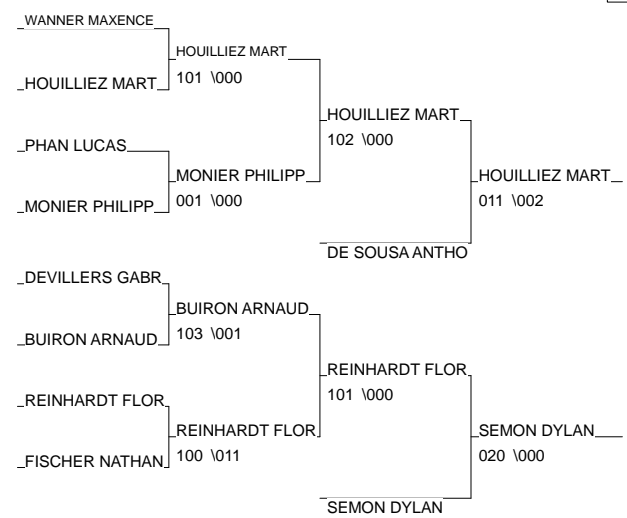 WANNER MAXENCE
HOUILLIEZ MART
HOUILLIEZ MART
101 \000
HOUILLIEZ MART
102 \000
PHAN LUCAS
MONIER PHILIPP
HOUILLIEZ MART
001 \000
011 \002
MONIER PHILIPP
DE SOUSA ANTHO
DEVILLERS GABR
BUIRON ARNAUD
BUIRON ARNAUD
103 \001
REINHARDT FLOR
101 \000
REINHARDT FLOR
REINHARDT FLOR
SEMON DYLAN
100 \011
020 \000
FISCHER NATHAN
SEMON DYLAN